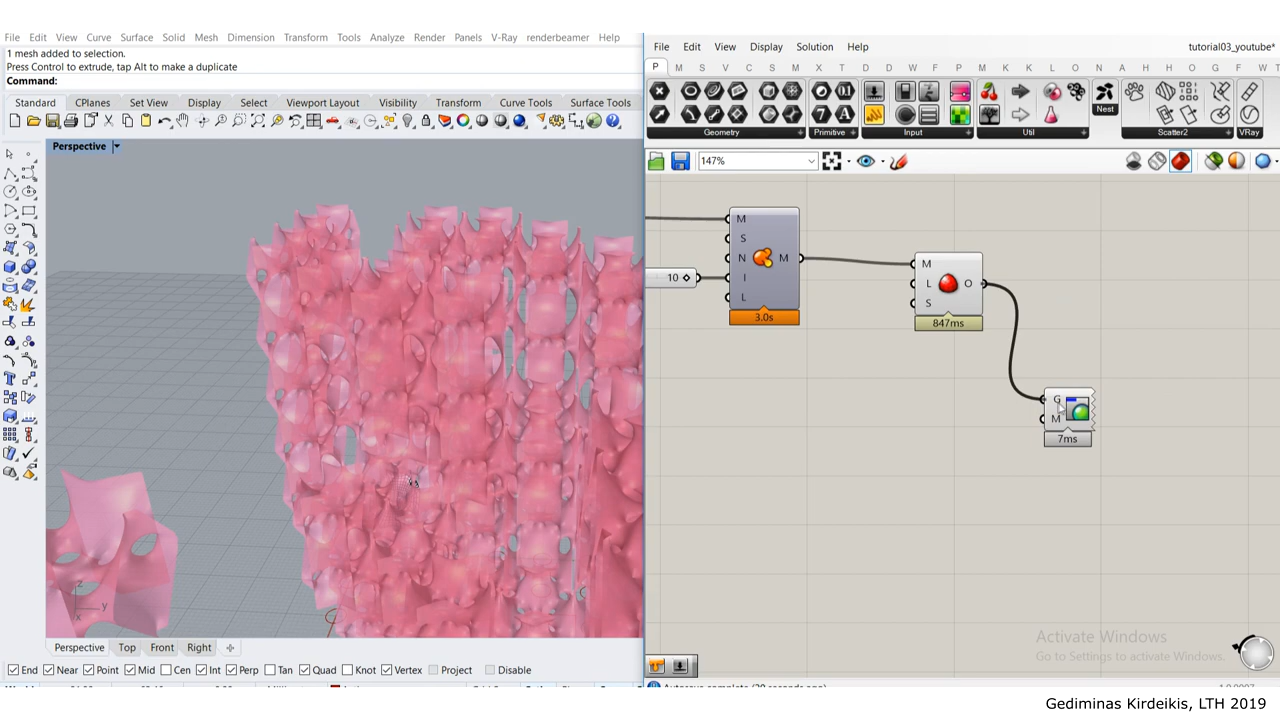 File Edit View Curve Surface Solid Mesh Dimension Transform Tools Analyze Render Panels V-Ray renderbeamer Help
1 mesh added to selection.
Press Control to extrude, tap Alt to make a duplicate
Command:
Standard CPlanes Set View Display Select Viewport Layout Visibility Transform Curve Tools Surface Tools
Perspective
z
y
x
Perspective Top Front Right
End Near Point Mid Cen Int Perp Tan Quad Knot Vertex Project Disable
File Edit View Display Solution Help tutorial03_youtube*
P M S V C S M X T D D W F P M C K K L O A H O G F W
Geometry Primitive Input Util Nest Scatter2 VRay
147%
M
S
N M
I
L
10
3.0s
M
L O
S
847ms
G
M
7ms
Activate Windows
Go to Settings to activate Windows.
Gediminas Kirdeikis, LTH 2019